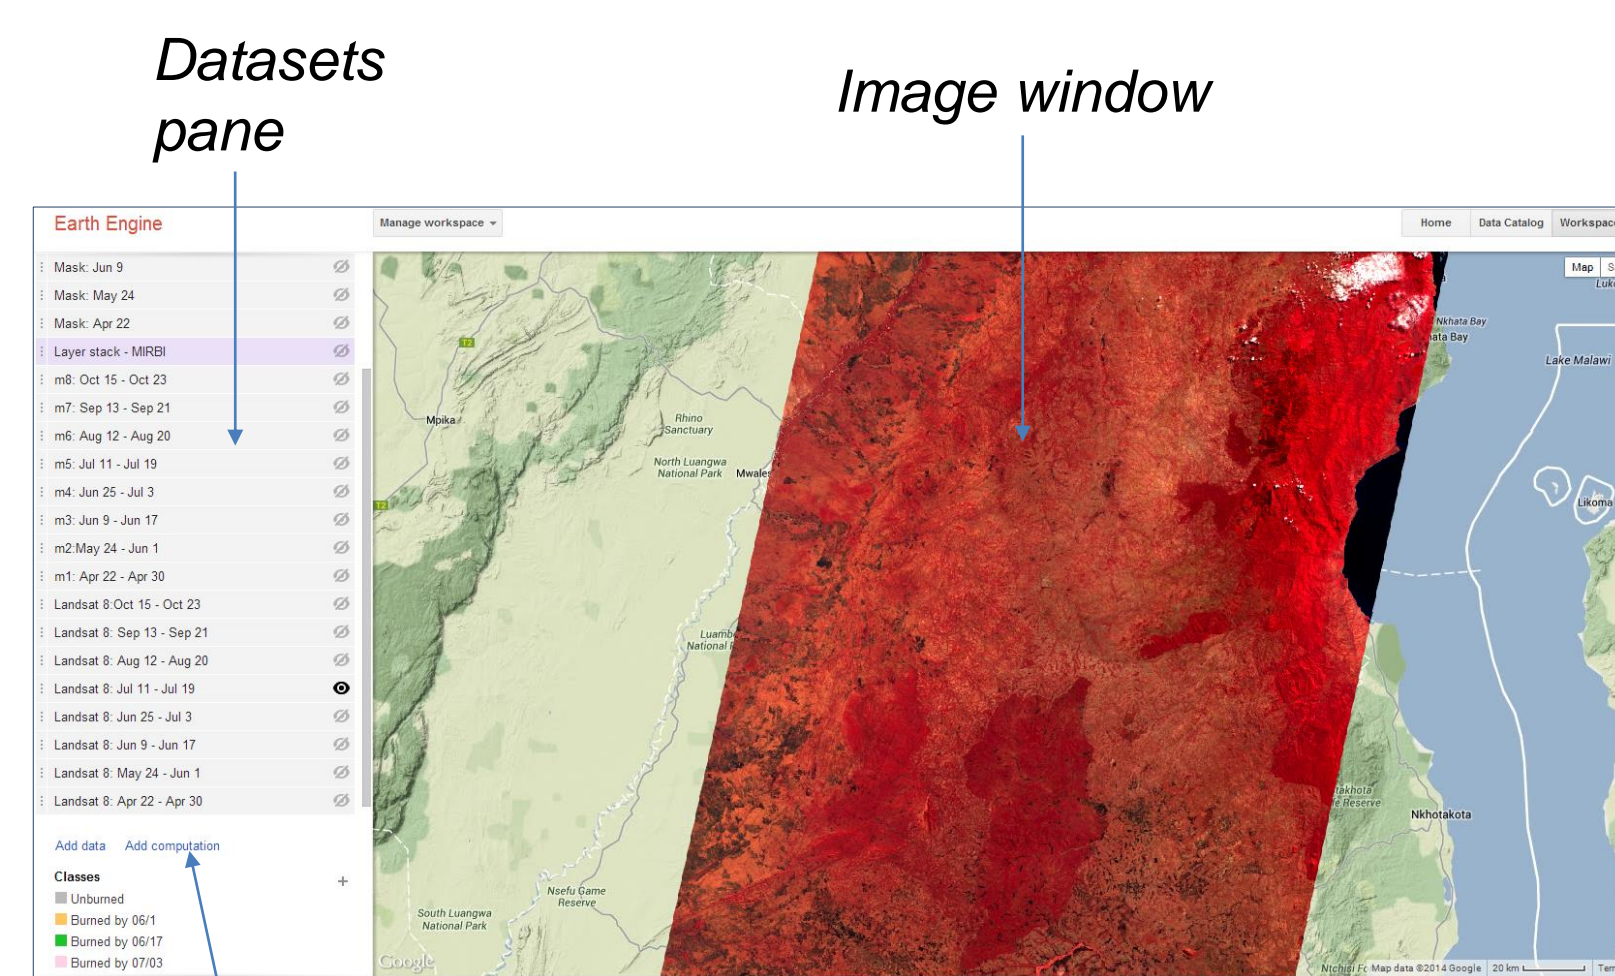 Datasets
pane
Image window
Earth Engine
Manage workspace
Home
Data Catalog
Workspace
Mask: Jun 9
Mask: May 24
Mask: Apr 22
Layer stack - MIRBI
m8: Oct 15 - Oct 23
m7: Sep 13 - Sep 21
m6: Aug 12 - Aug 20
m5: Jul 11 - Jul 19
m4: Jun 25 - Jul 3
m3: Jun 9 - Jun 17
m2:May 24 - Jun 1
m1: Apr 22 - Apr 30
Landsat 8:Oct 15 - Oct 23
Landsat 8: Sep 13 - Sep 21
Landsat 8: Aug 12 - Aug 20
Landsat 8: Jul 11 - Jul 19
Landsat 8: Jun 25 - Jul 3
Landsat 8: Jun 9 - Jun 17
Landsat 8: May 24 - Jun 1
Landsat 8: Apr 22 - Apr 30
Add data
Add computation
Classes
Unburned
Burned by 06/1
Burned by 06/17
Burned by 07/03
Map
T2
Mpika
Rhino
Sanctuary
North Luangwa
National Park
T2
Nkhata Bay
Bay
Lake Malawi
Likoma
National
Reserve
Nkhotakota
Nsefu Game
Reserve
South Luangwa
National Park
Google
Map data ©2014 Google
20 km